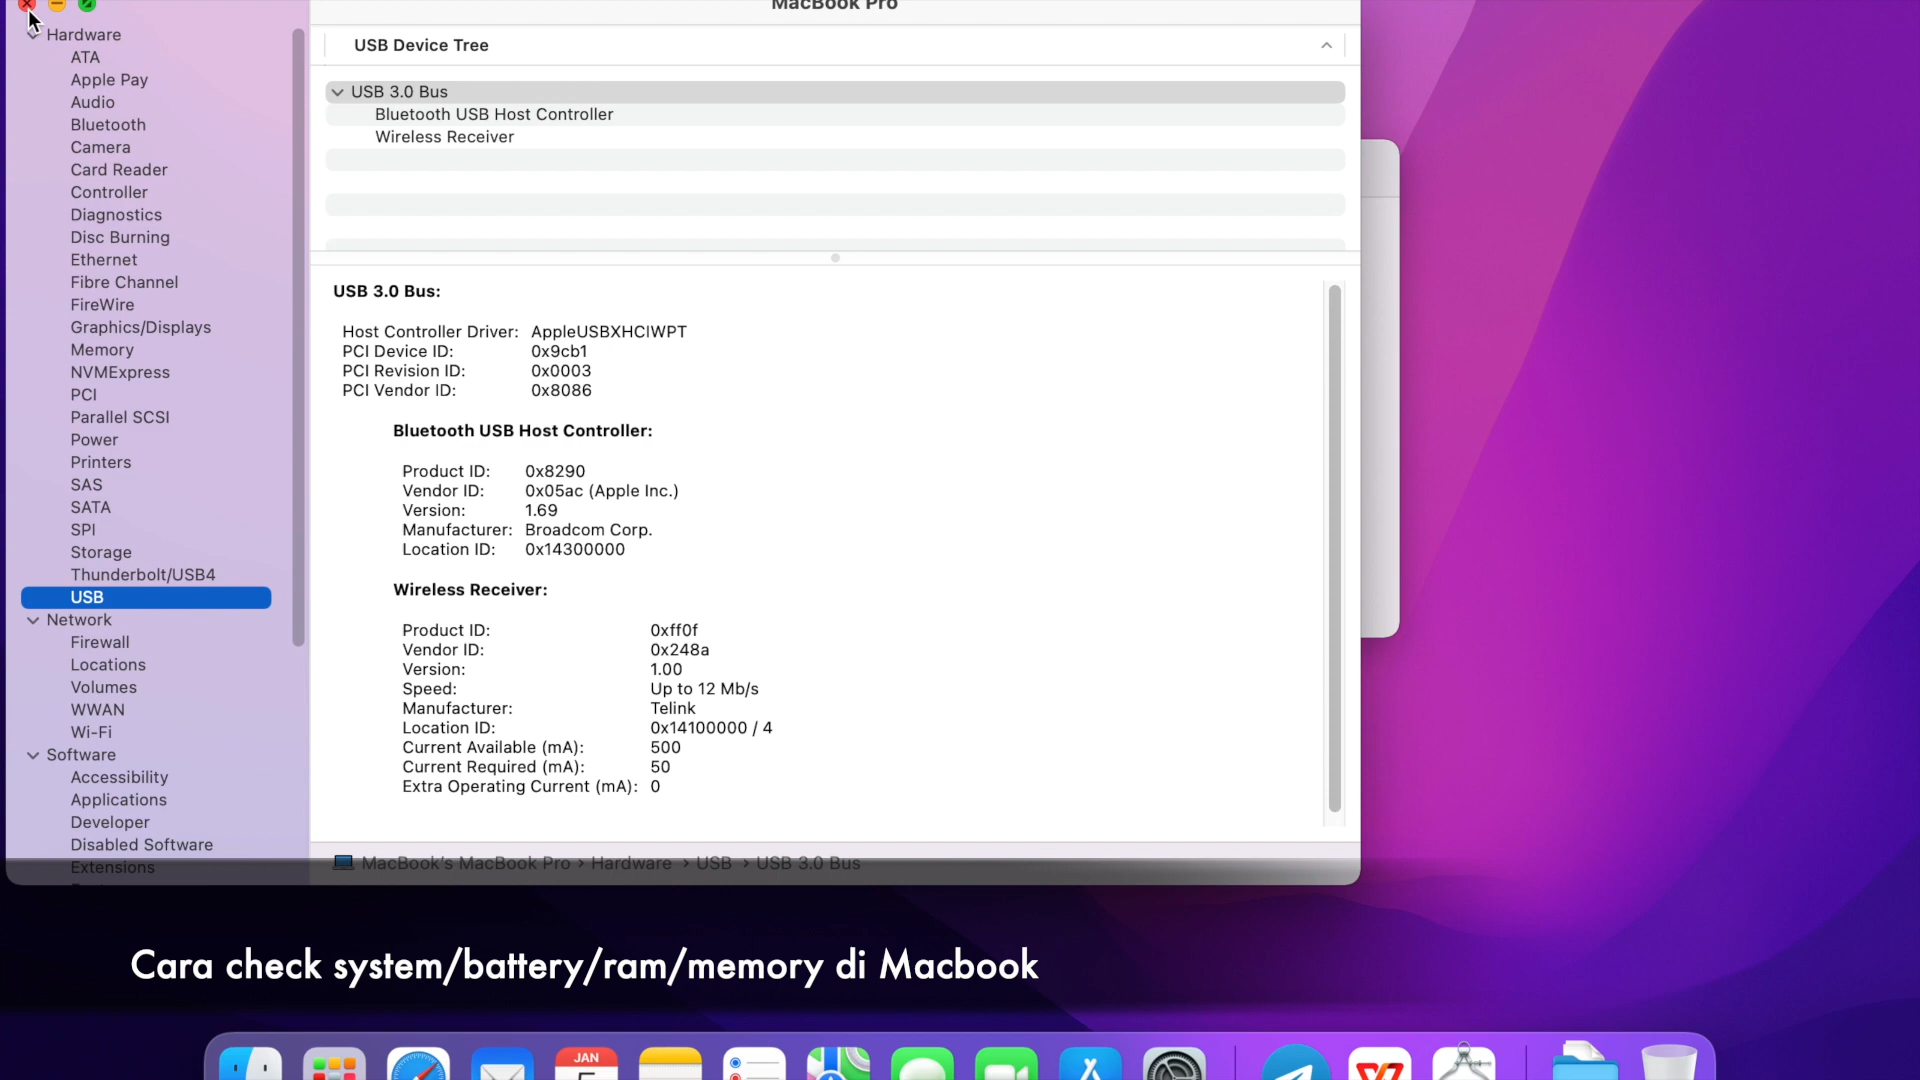 MacBook Pro
Hardware
ATA
Apple Pay
Audio
Bluetooth
Camera
Card Reader
Controller
Diagnostics
Disc Burning
Ethernet
Fibre Channel
FireWire
Graphics/Displays
Memory
NVMExpress
PCI
Parallel SCSI
Power
Printers
SAS
SATA
SPI
Storage
Thunderbolt/USB4
USB
Network
Firewall
Locations
Volumes
WWAN
Wi-Fi
Software
Accessibility
Applications
Developer
Disabled Software
Extensions
USB Device Tree
USB 3.0 Bus
Bluetooth USB Host Controller
Wireless Receiver
USB 3.0 Bus:
Host Controller Driver: AppleUSBXHCIWPT
PCI Device ID: 0x9cb1
PCI Revision ID: 0x0003
PCI Vendor ID: 0x8086
Bluetooth USB Host Controller:
Product ID: 0x8290
Vendor ID: 0x05ac (Apple Inc.)
Version: 1.69
Manufacturer: Broadcom Corp.
Location ID: 0x14300000
Wireless Receiver:
Product ID: 0xff0f
Vendor ID: 0x248a
Version: 1.00
Speed: Up to 12 Mb/s
Manufacturer: Telink
Location ID: 0x14100000 / 4
Current Available (mA): 500
Current Required (mA): 50
Extra Operating Current (mA): 0
MacBook's MacBook Pro › Hardware › USB › USB 3.0 Bus
Cara check system/battery/ram/memory di Macbook
JAN